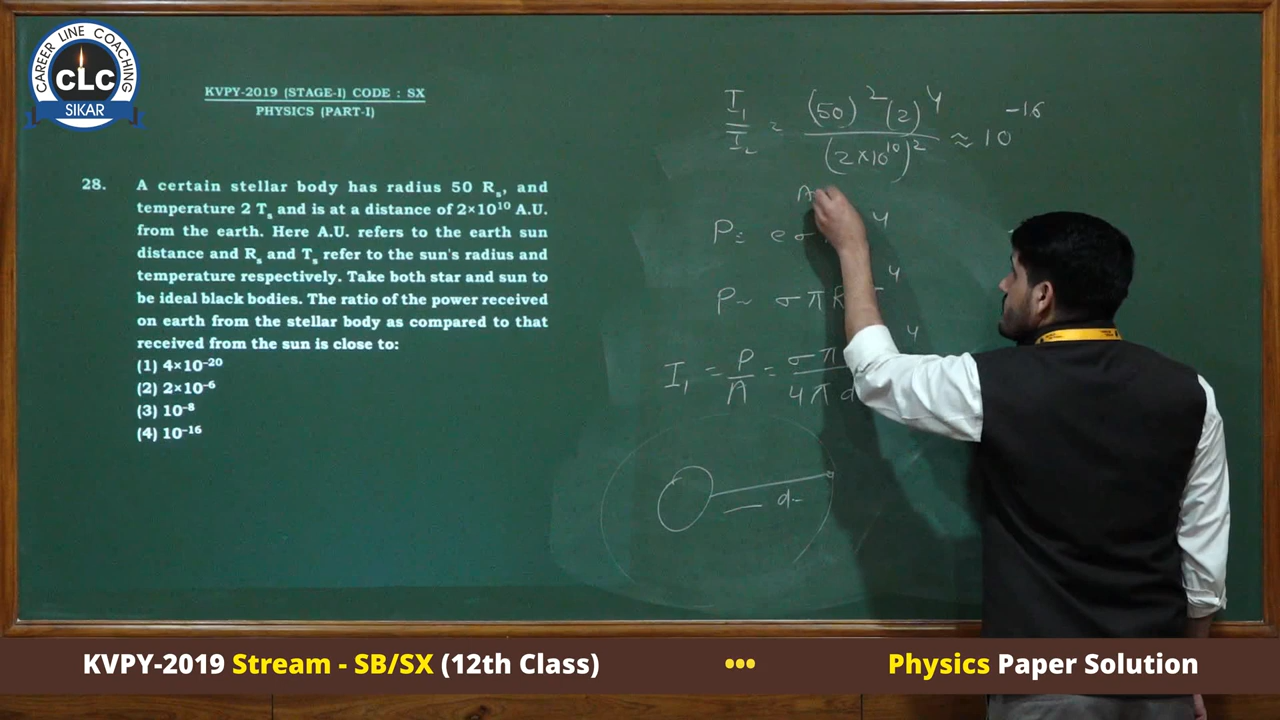 CAREER LINE COACHING
CLC
SIKAR
KVPY-2019 (STAGE-I) CODE : SX
PHYSICS (PART-I)
28. A certain stellar body has radius 50 Rₛ, and
temperature 2 Tₛ and is at a distance of 2×10¹⁰ A.U.
from the earth. Here A.U. refers to the earth sun
distance and Rₛ and Tₛ refer to the sun's radius and
temperature respectively. Take both star and sun to
be ideal black bodies. The ratio of the power received
on earth from the stellar body as compared to that
received from the sun is close to:
(1) 4×10⁻²⁰
(2) 2×10⁻⁶
(3) 10⁻⁸
(4) 10⁻¹⁶
I₁/I₂ = (50)²(2)⁴/(2×10¹⁰)² ≈ 10⁻¹⁶
P = eσ 4
P ~ σπR 4
I₁ = P/A = σπ 4/4πd
d
KVPY-2019 Stream - SB/SX (12th Class) ••• Physics Paper Solution